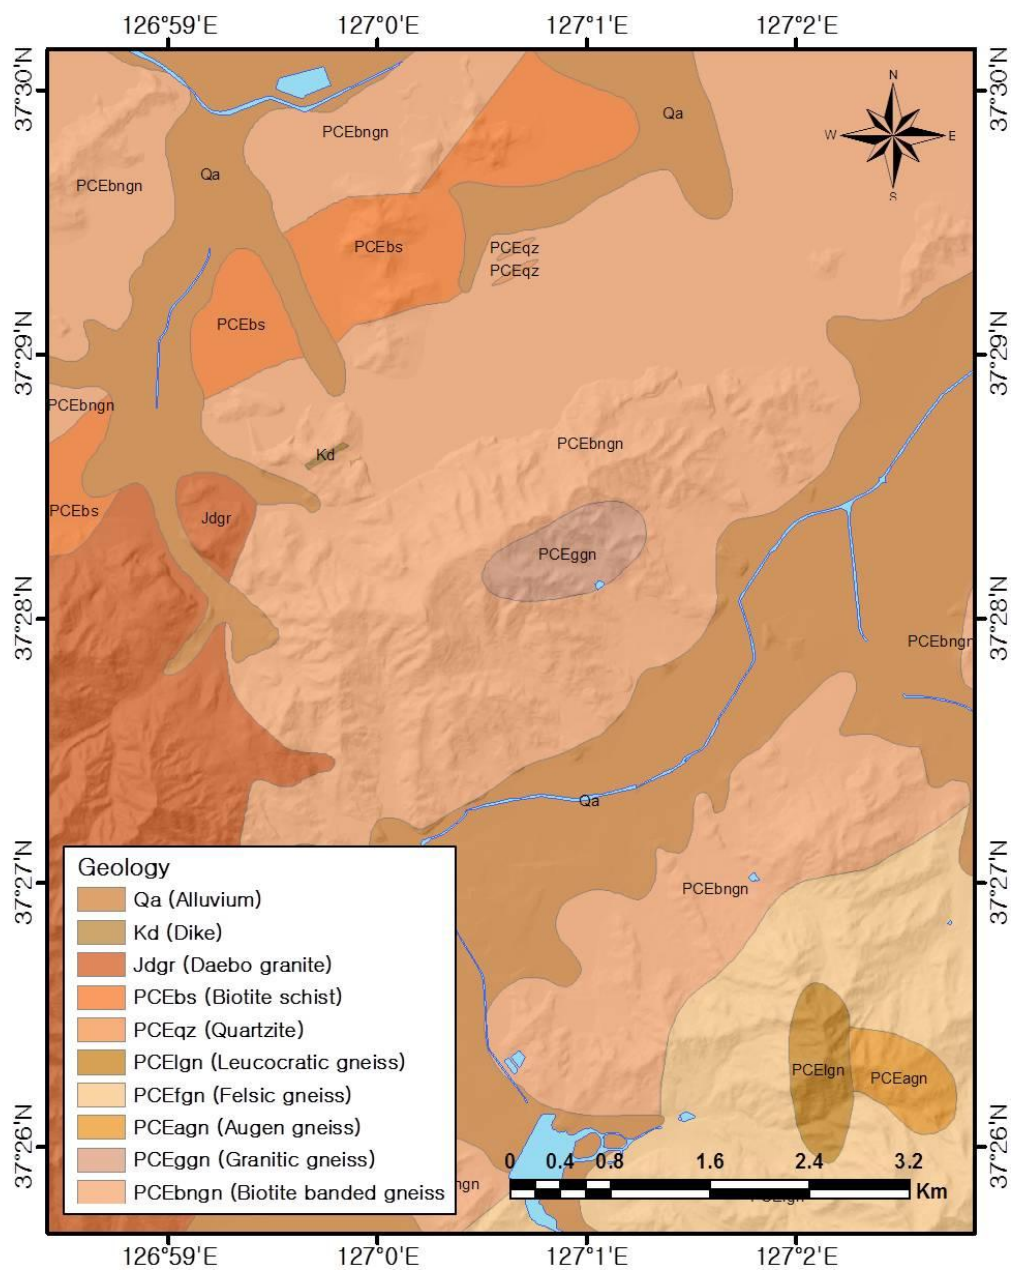 126°59'E 127°0'E 127°1'E 127°2'E
37°30'N
37°30'N
N
W E
S
Qa
PCEbngn
Qa
PCEbngn
PCEbs
PCEqz
PCEqz
PCEbs
37°29'N
37°29'N
PCEbngn
PCEbngn
Kd
PCEbs
Jdgr
PCEggn
37°28'N
37°28'N
PCEbngn
Qa
37°27'N
37°27'N
PCEbngn
Geology
Qa (Alluvium)
Kd (Dike)
Jdgr (Daebo granite)
PCEbs (Biotite schist)
PCEqz (Quartzite)
PCElgn (Leucocratic gneiss)
PCEfgn (Felsic gneiss)
PCEagn (Augen gneiss)
PCEggn (Granitic gneiss)
PCEbngn (Biotite banded gneiss
PCElgn
PCEagn
37°26'N
37°26'N
0 0.4 0.8 1.6 2.4 3.2
Km
ngn
126°59'E 127°0'E 127°1'E 127°2'E